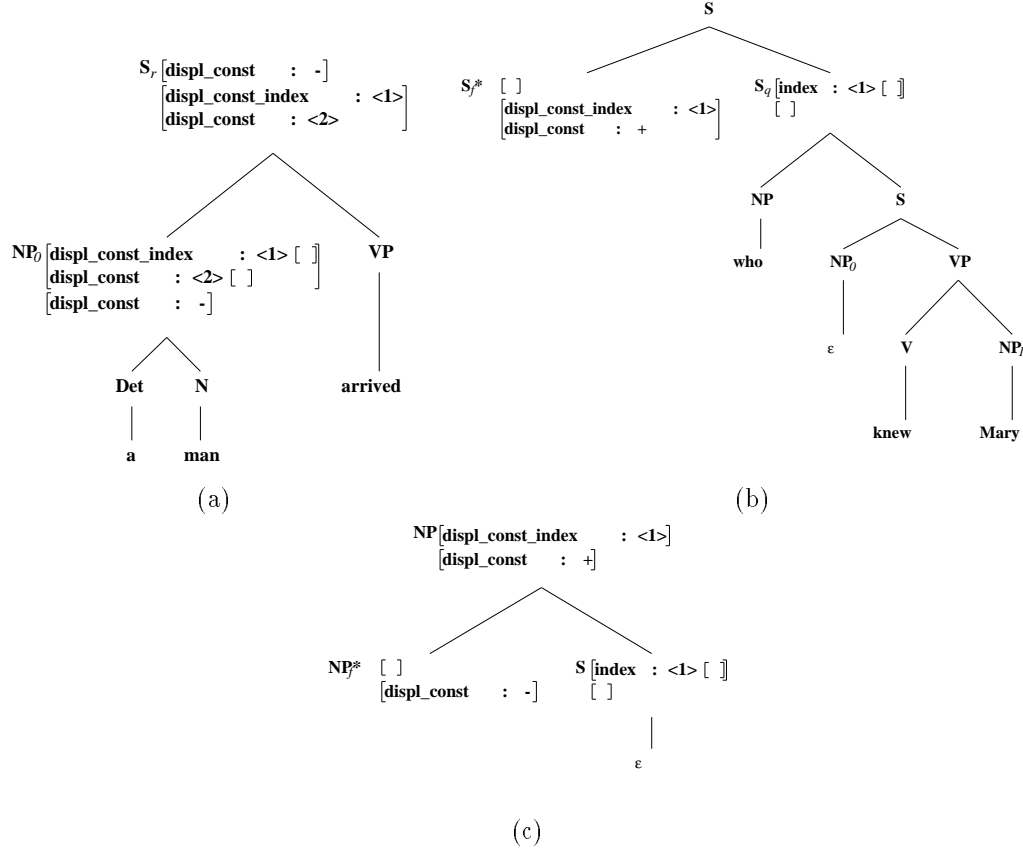 S
S_r displ_const : -
displ_const_index : <1>
displ_const : <2>
S_f* [ ]
displ_const_index : <1>
displ_const : +
S_q index : <1> [ ]
[ ]
NP
S
NP_0 displ_const_index : <1> [ ]
displ_const : <2> [ ]
displ_const : -
VP
who
NP_0
VP
Det
N
arrived
ε
V
NP_1
a
man
knew
Mary
(a)
(b)
NP displ_const_index : <1>
displ_const : +
NP_f* [ ]
displ_const : -
S index : <1> [ ]
[ ]
ε
(c)